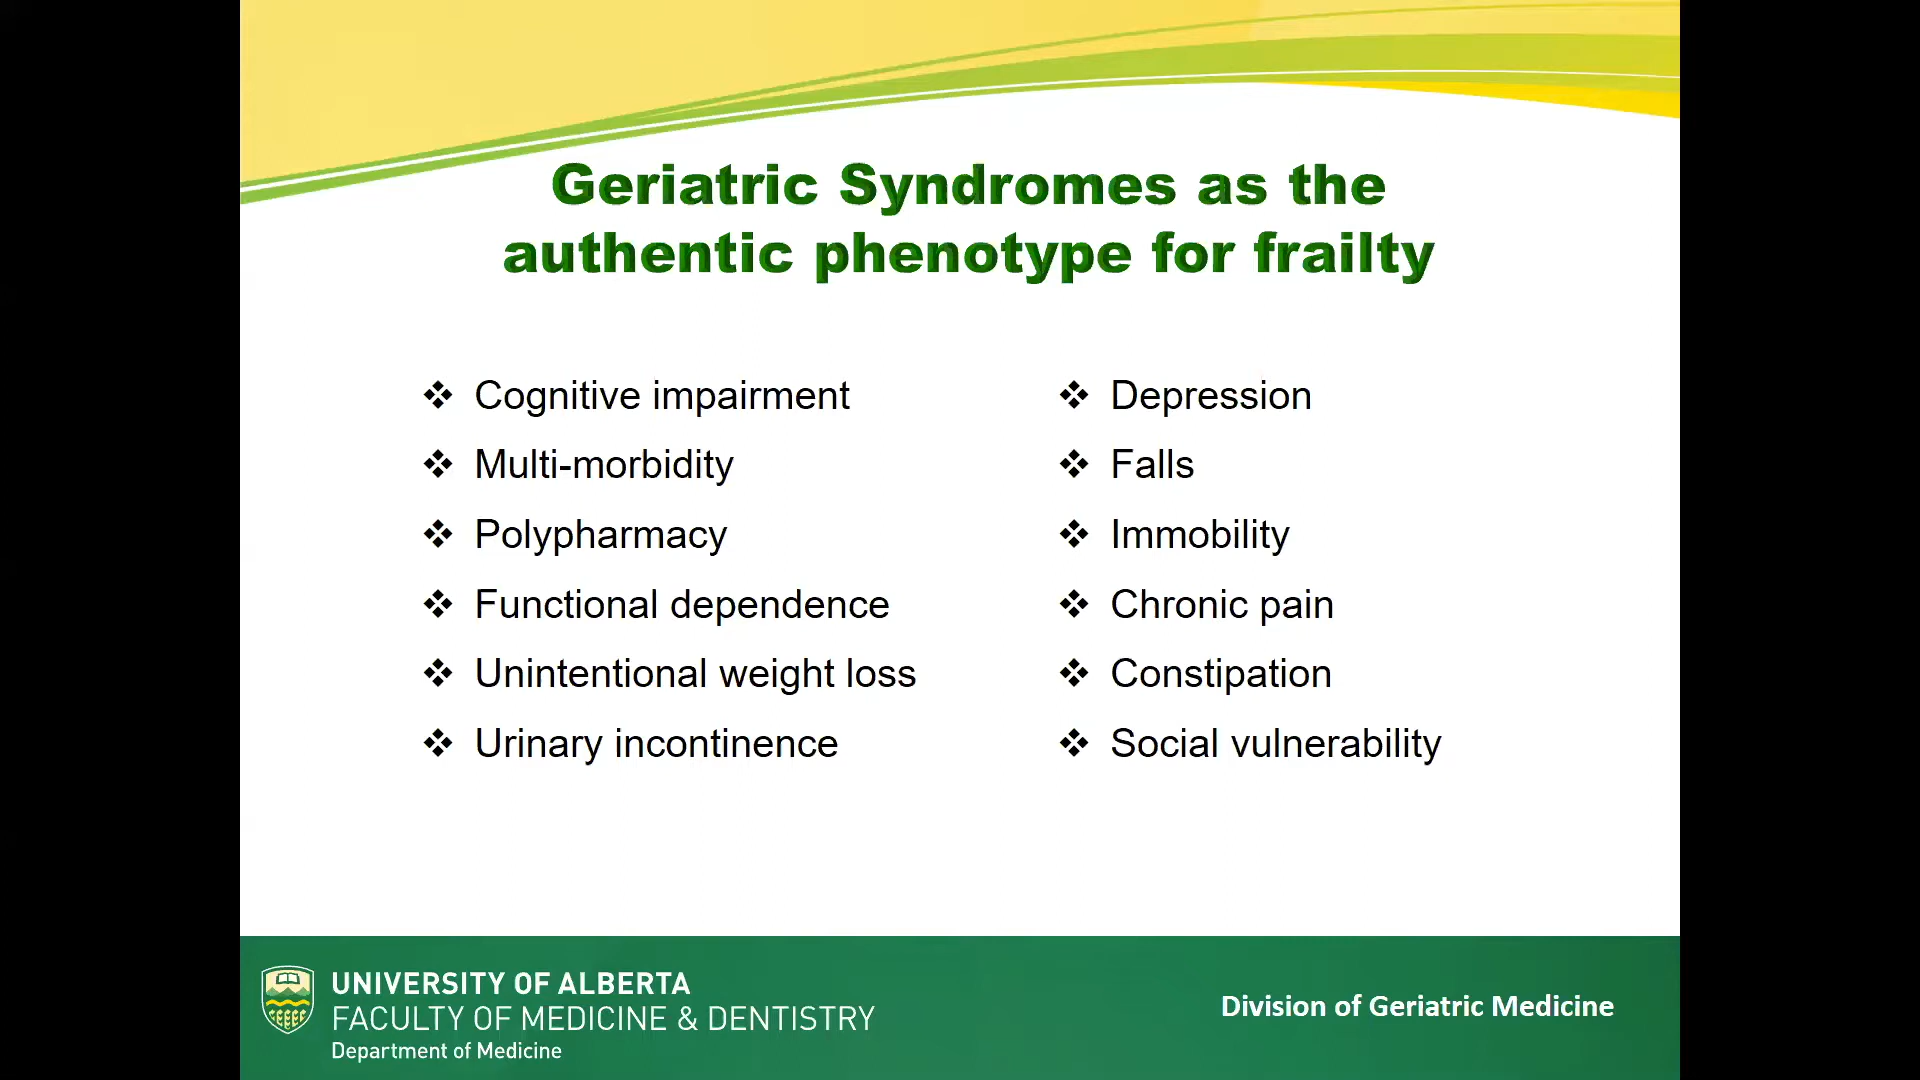 Geriatric Syndromes as the
authentic phenotype for frailty
❖ Cognitive impairment
❖ Multi-morbidity
❖ Polypharmacy
❖ Functional dependence
❖ Unintentional weight loss
❖ Urinary incontinence
❖ Depression
❖ Falls
❖ Immobility
❖ Chronic pain
❖ Constipation
❖ Social vulnerability
UNIVERSITY OF ALBERTA
FACULTY OF MEDICINE & DENTISTRY
Department of Medicine
Division of Geriatric Medicine